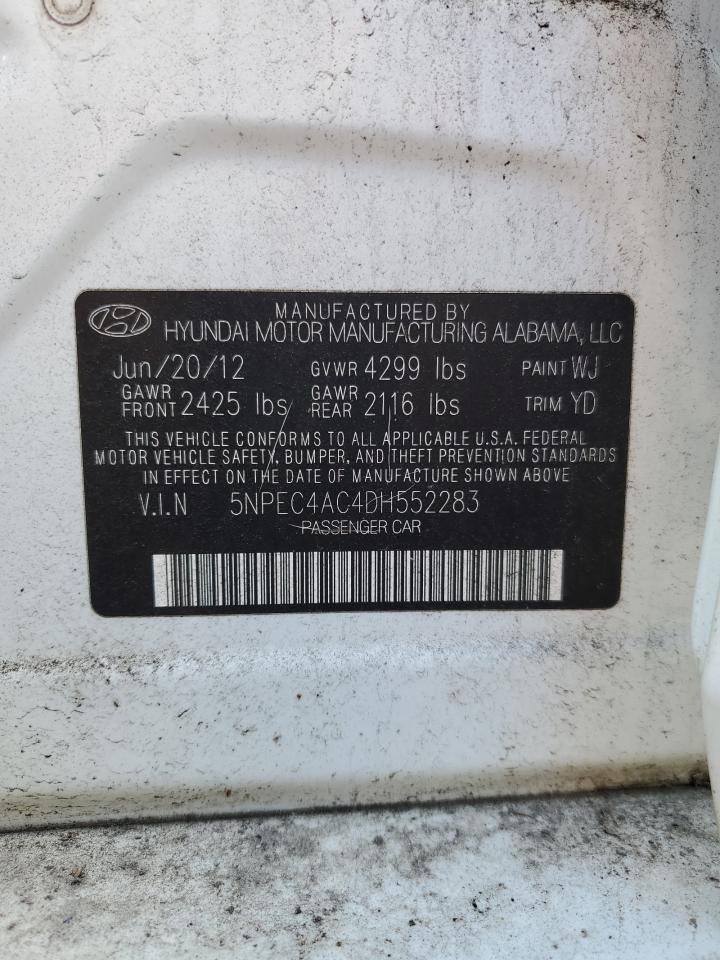 MANUFACTURED BY
HYUNDAI MOTOR MANUFACTURING ALABAMA, LLC
Jun/20/12 GVWR 4299 lbs PAINT WJ
GAWR FRONT 2425 lbs GAWR REAR 2116 lbs TRIM YD
THIS VEHICLE CONFORMS TO ALL APPLICABLE U.S.A. FEDERAL
MOTOR VEHICLE SAFETY, BUMPER, AND THEFT PREVENTION STANDARDS
IN EFFECT ON THE DATE OF MANUFACTURE SHOWN ABOVE
V.I.N 5NPEC4AC4DH552283
PASSENGER CAR